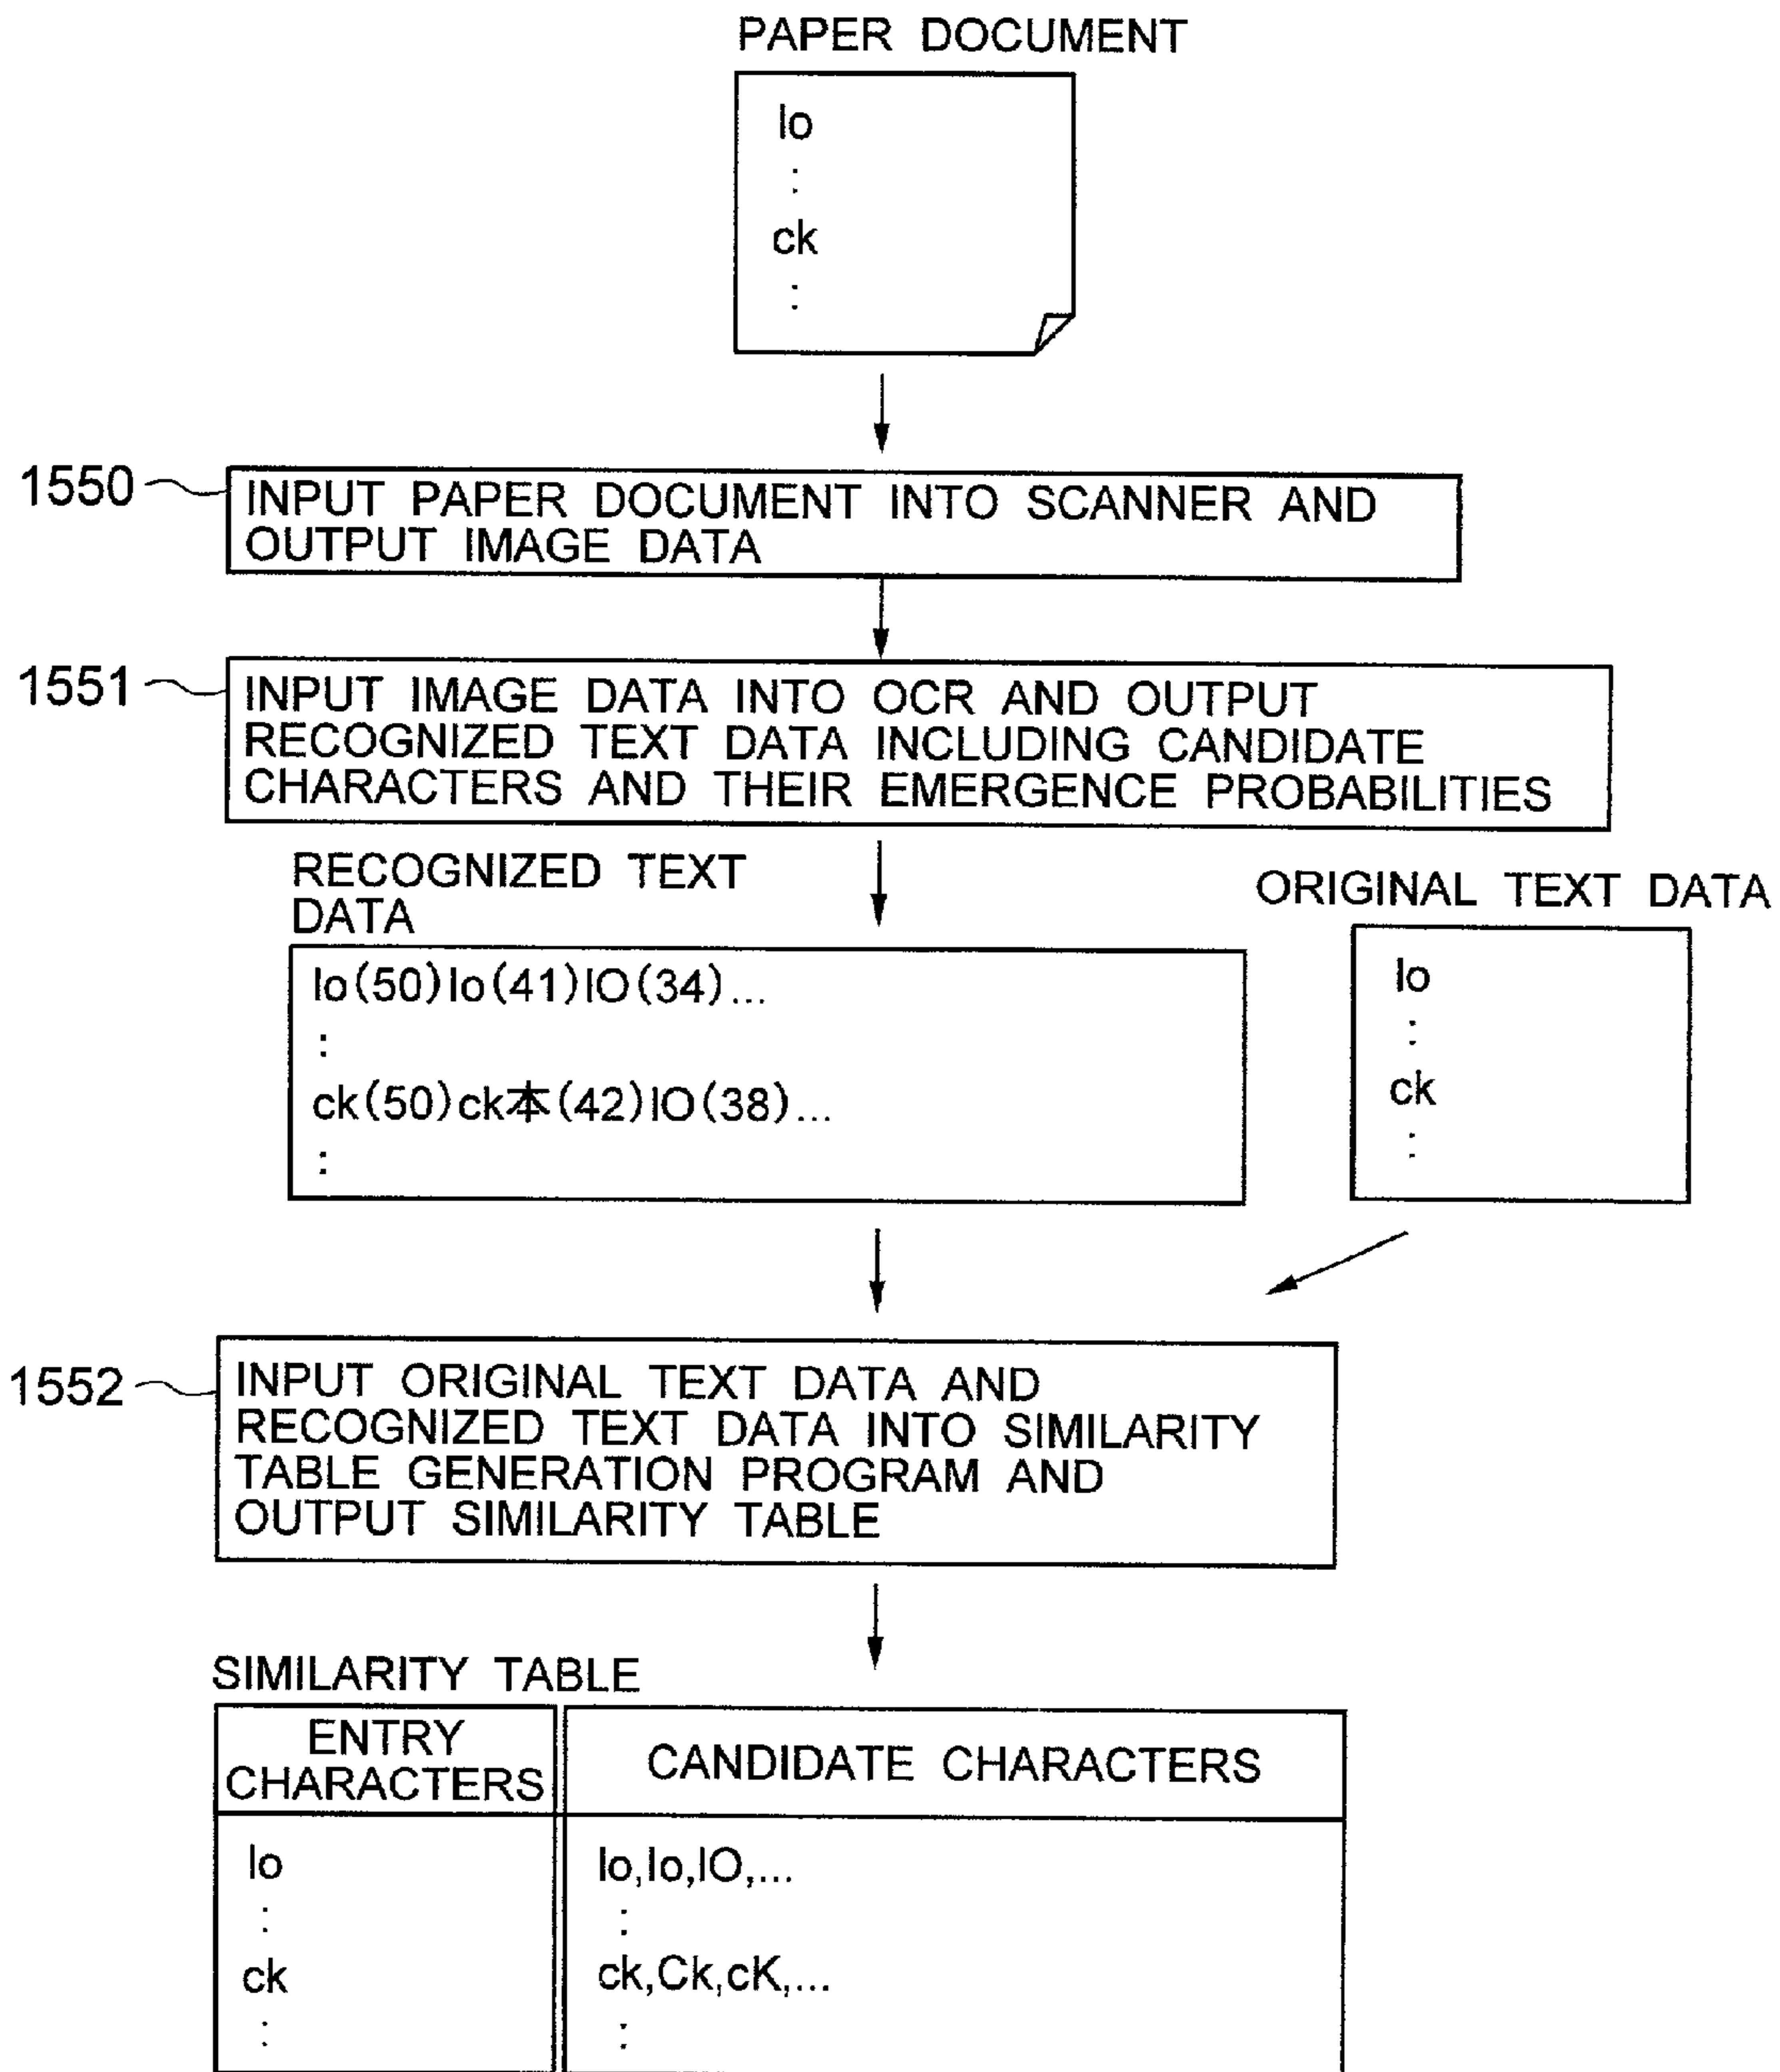 PAPER DOCUMENT
lo
:
ck
:
1550
INPUT PAPER DOCUMENT INTO SCANNER AND
OUTPUT IMAGE DATA
1551
INPUT IMAGE DATA INTO OCR AND OUTPUT
RECOGNIZED TEXT DATA INCLUDING CANDIDATE
CHARACTERS AND THEIR EMERGENCE PROBABILITIES
RECOGNIZED TEXT
DATA
lo(50)lo(41)lO(34)...
:
ck(50)ck本(42)lO(38)...
:
ORIGINAL TEXT DATA
lo
:
ck
:
1552
INPUT ORIGINAL TEXT DATA AND
RECOGNIZED TEXT DATA INTO SIMILARITY
TABLE GENERATION PROGRAM AND
OUTPUT SIMILARITY TABLE
SIMILARITY TABLE
ENTRY
CHARACTERS
CANDIDATE CHARACTERS
lo
lo,lo,lO,...
:
:
ck
ck,Ck,cK,...
:
: